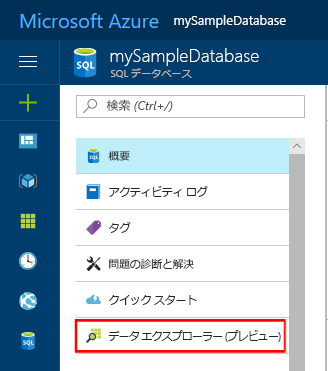 Microsoft Azure mySampleDatabase
mySampleDatabase
SQL
SQL データベース
検索 (Ctrl+/)
SQL
概要
アクティビティ ログ
タグ
問題の診断と解決
クイック スタート
データ エクスプローラー (プレビュー)
SQL